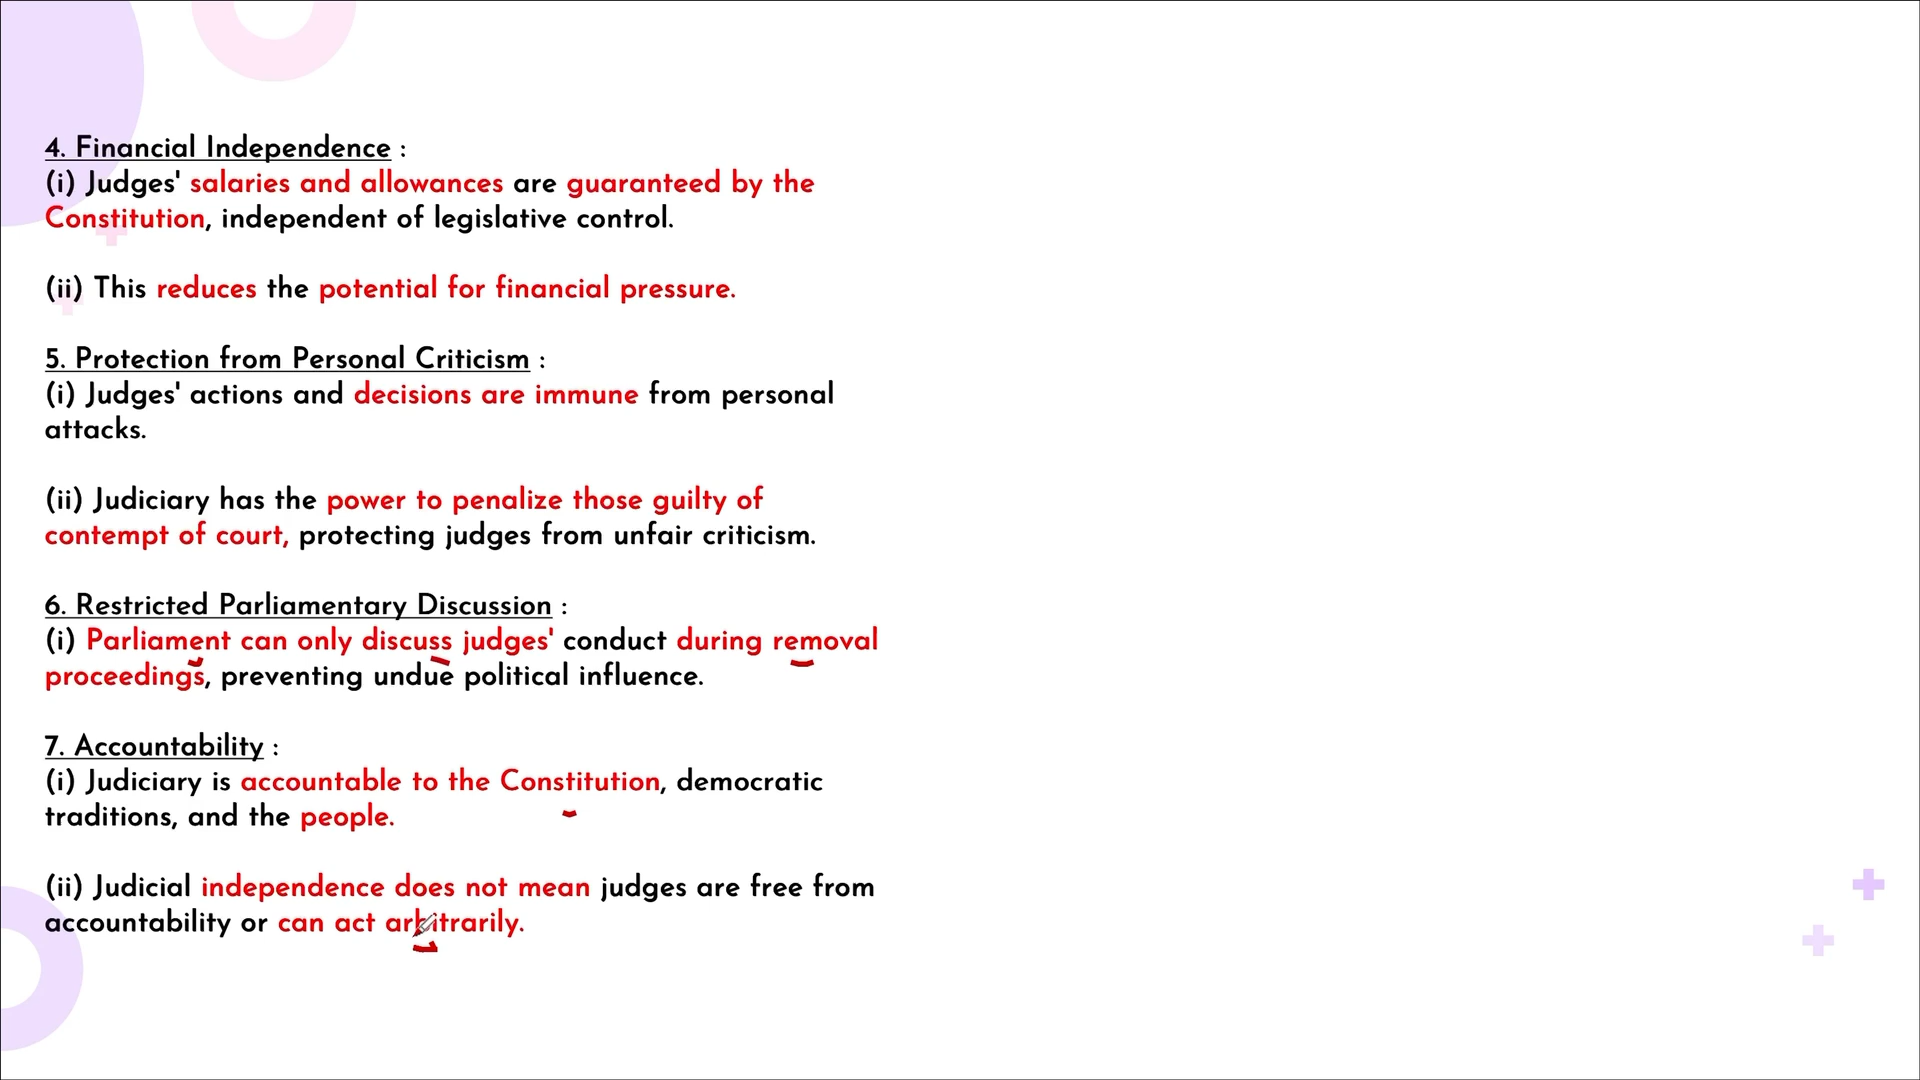 4. Financial Independence :
(i) Judges' salaries and allowances are guaranteed by the
Constitution, independent of legislative control.
(ii) This reduces the potential for financial pressure.
5. Protection from Personal Criticism :
(i) Judges' actions and decisions are immune from personal
attacks.
(ii) Judiciary has the power to penalize those guilty of
contempt of court, protecting judges from unfair criticism.
6. Restricted Parliamentary Discussion :
(i) Parliament can only discuss judges' conduct during removal
proceedings, preventing undue political influence.
7. Accountability :
(i) Judiciary is accountable to the Constitution, democratic
traditions, and the people.
(ii) Judicial independence does not mean judges are free from
accountability or can act arbitrarily.